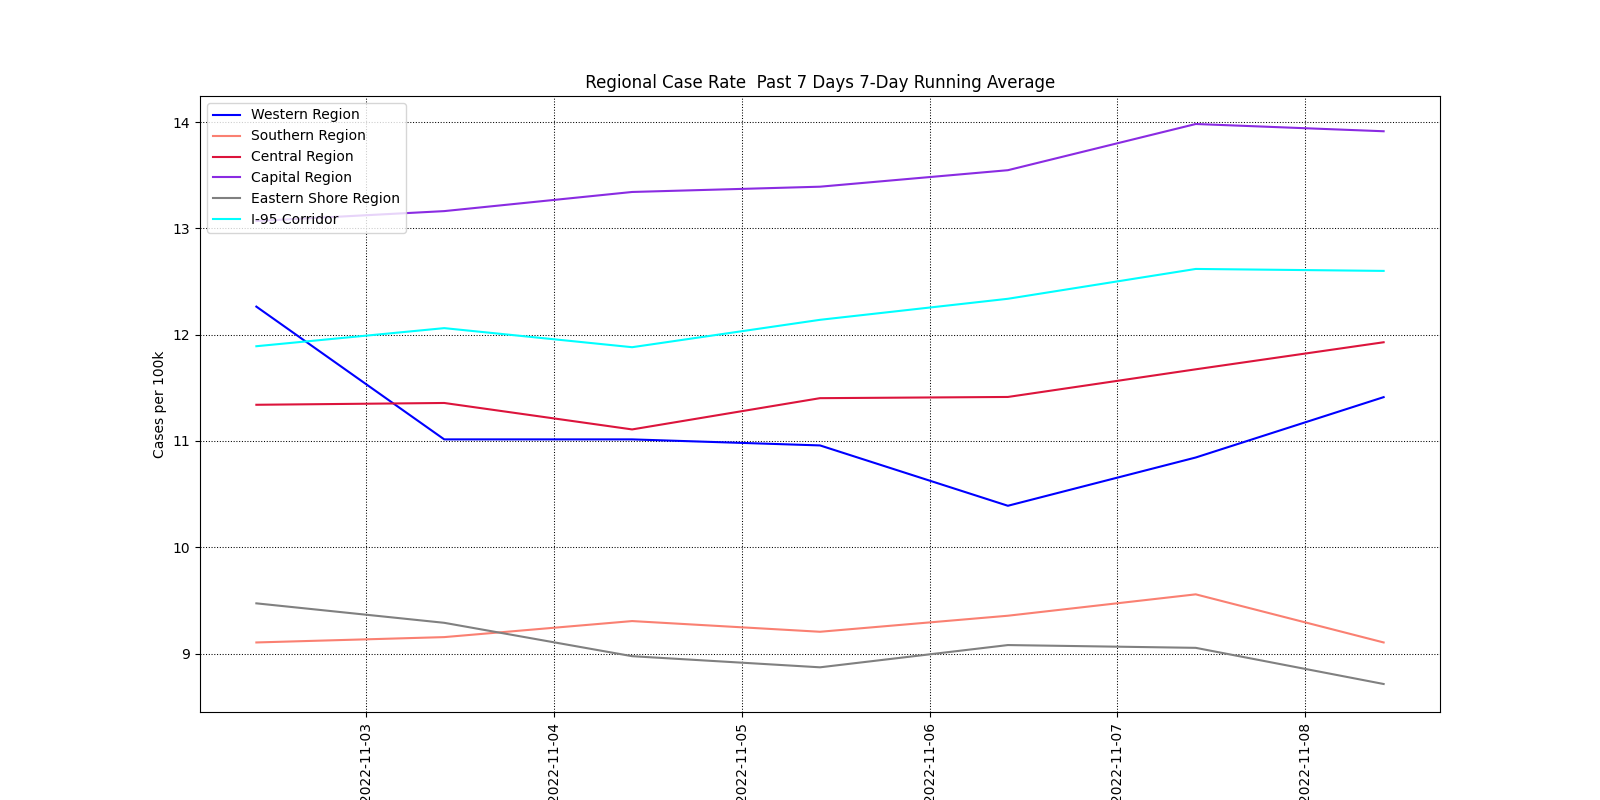 Regional Case Rate  Past 7 Days 7-Day Running Average
Western Region
Southern Region
Central Region
Capital Region
Eastern Shore Region
I-95 Corridor
Cases per 100k
14
13
12
11
10
9
2022-11-03
2022-11-04
2022-11-05
2022-11-06
2022-11-07
2022-11-08